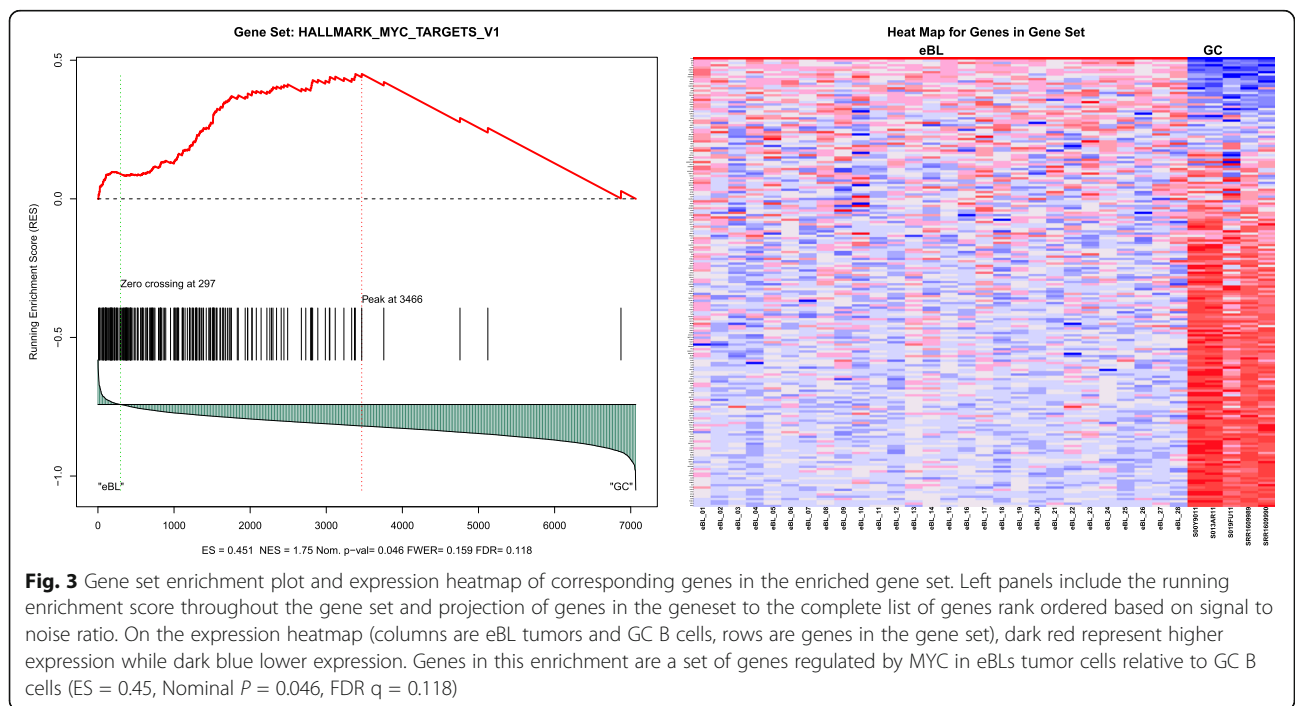 Gene Set: HALLMARK_MYC_TARGETS_V1
Running Enrichment Score (RES)
0.5
0.0
−0.5
−1.0
Zero crossing at 297
Peak at 3466
"eBL"
"GC"
0 1000 2000 3000 4000 5000 6000 7000
ES = 0.451 NES = 1.75 Nom. p-val= 0.046 FWER= 0.159 FDR= 0.118
Heat Map for Genes in Gene Set
eBL GC
eBL_01
eBL_02
eBL_03
eBL_04
eBL_05
eBL_06
eBL_07
eBL_08
eBL_09
eBL_10
eBL_11
eBL_12
eBL_13
eBL_14
eBL_15
eBL_16
eBL_17
eBL_18
eBL_19
eBL_20
eBL_21
eBL_22
eBL_23
eBL_24
eBL_25
eBL_26
eBL_27
eBL_28
S00Y9011
S013AR11
S019FU11
SRR1609989
SRR1609990
Fig. 3 Gene set enrichment plot and expression heatmap of corresponding genes in the enriched gene set. Left panels include the running
enrichment score throughout the gene set and projection of genes in the geneset to the complete list of genes rank ordered based on signal to
noise ratio. On the expression heatmap (columns are eBL tumors and GC B cells, rows are genes in the gene set), dark red represent higher
expression while dark blue lower expression. Genes in this enrichment are a set of genes regulated by MYC in eBLs tumor cells relative to GC B
cells (ES = 0.45, Nominal P = 0.046, FDR q = 0.118)